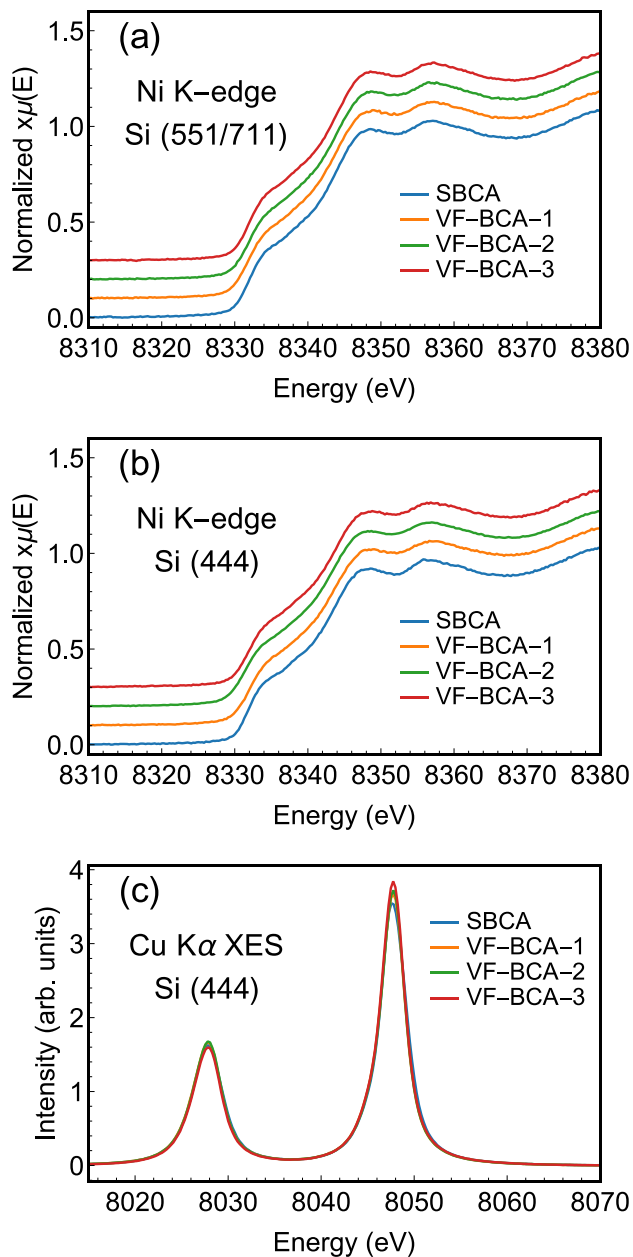 (a)
Ni K–edge
Si (551/711)
Normalized xμ(E)
1.5
1.0
0.5
0.0
SBCA
VF–BCA–1
VF–BCA–2
VF–BCA–3
8310 8320 8330 8340 8350 8360 8370 8380
Energy (eV)
(b)
Ni K–edge
Si (444)
Normalized xμ(E)
1.5
1.0
0.5
0.0
SBCA
VF–BCA–1
VF–BCA–2
VF–BCA–3
8310 8320 8330 8340 8350 8360 8370 8380
Energy (eV)
(c)
Cu Kα XES
Si (444)
Intensity (arb. units)
4
3
2
1
0
SBCA
VF–BCA–1
VF–BCA–2
VF–BCA–3
8020 8030 8040 8050 8060 8070
Energy (eV)